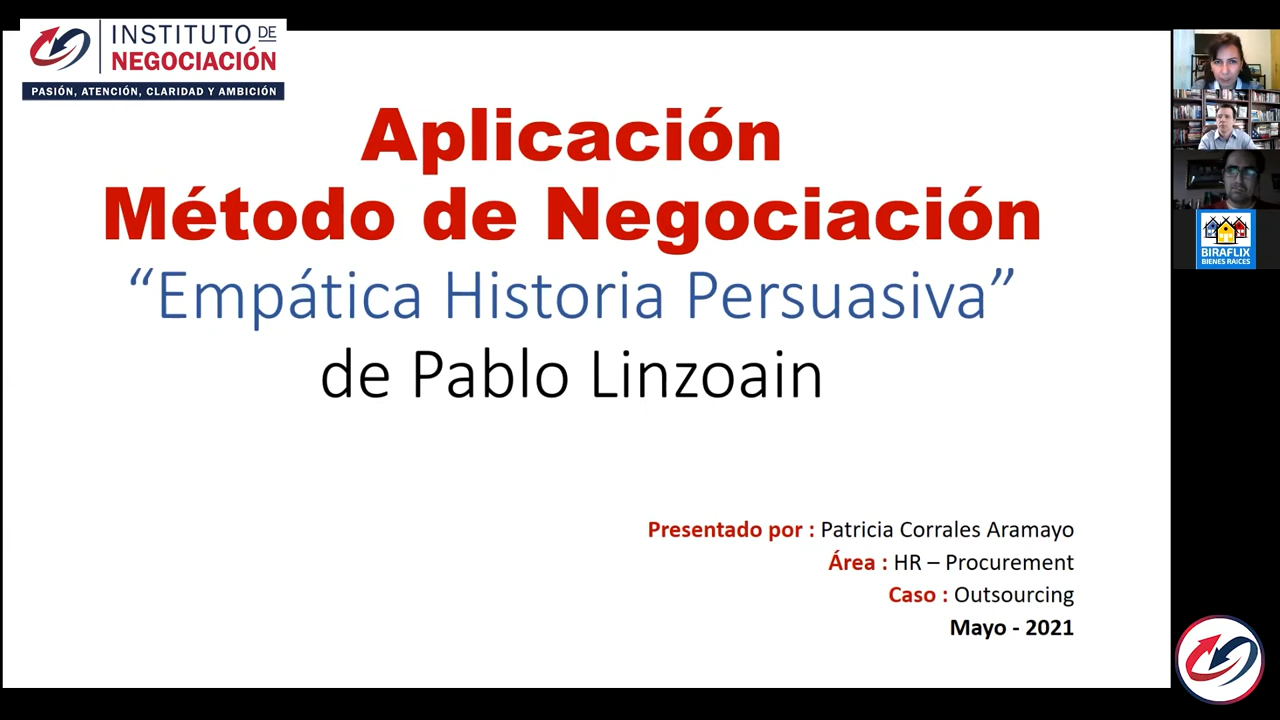 INSTITUTO DE
NEGOCIACIÓN
PASIÓN, ATENCIÓN, CLARIDAD Y AMBICIÓN
Aplicación
Método de Negociación
“Empática Historia Persuasiva”
de Pablo Linzoain
Presentado por : Patricia Corrales Aramayo
Área : HR – Procurement
Caso : Outsourcing
Mayo - 2021
BIRAFLIX
BIENES RAÍCES